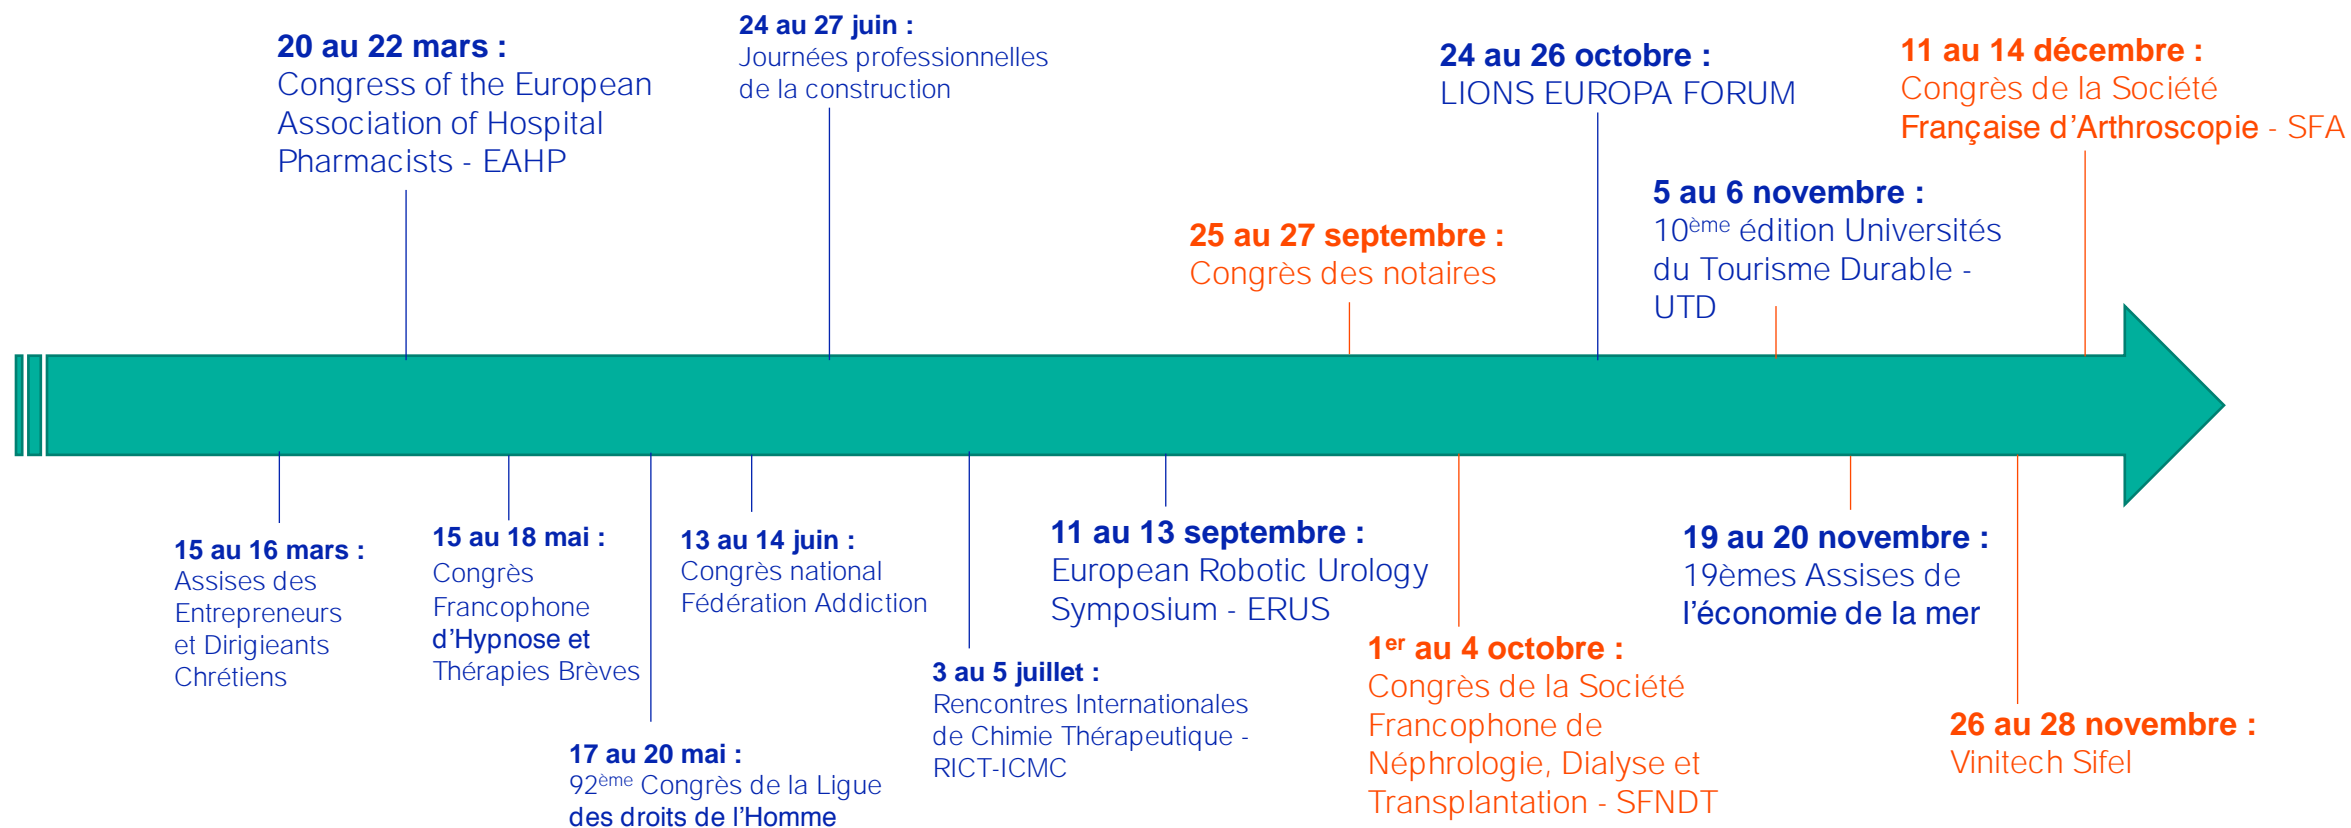 20 au 22 mars :
Congress of the European
Association of Hospital
Pharmacists - EAHP
24 au 27 juin :
Journées professionnelles
de la construction
25 au 27 septembre :
Congrès des notaires
24 au 26 octobre :
LIONS EUROPA FORUM
5 au 6 novembre :
10ème édition Universités
du Tourisme Durable -
UTD
11 au 14 décembre :
Congrès de la Société
Française d’Arthroscopie - SFA
15 au 16 mars :
Assises des
Entrepreneurs
et Dirigieants
Chrétiens
15 au 18 mai :
Congrès
Francophone
d’Hypnose et
Thérapies Brèves
17 au 20 mai :
92ème Congrès de la Ligue
des droits de l’Homme
13 au 14 juin :
Congrès national
Fédération Addiction
3 au 5 juillet :
Rencontres Internationales
de Chimie Thérapeutique -
RICT-ICMC
11 au 13 septembre :
European Robotic Urology
Symposium - ERUS
1er au 4 octobre :
Congrès de la Société
Francophone de
Néphrologie, Dialyse et
Transplantation - SFNDT
19 au 20 novembre :
19èmes Assises de
l’économie de la mer
26 au 28 novembre :
Vinitech Sifel